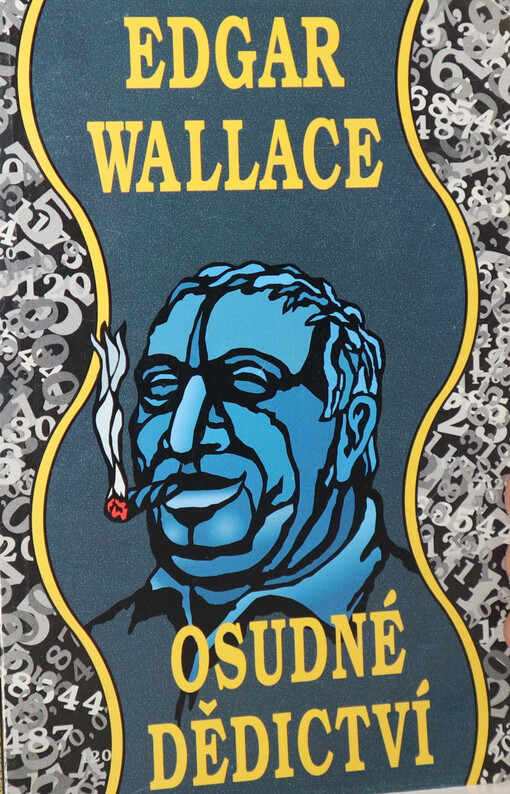 EDGAR
WALLACE
OSUDNÉ
DĚDICTVÍ